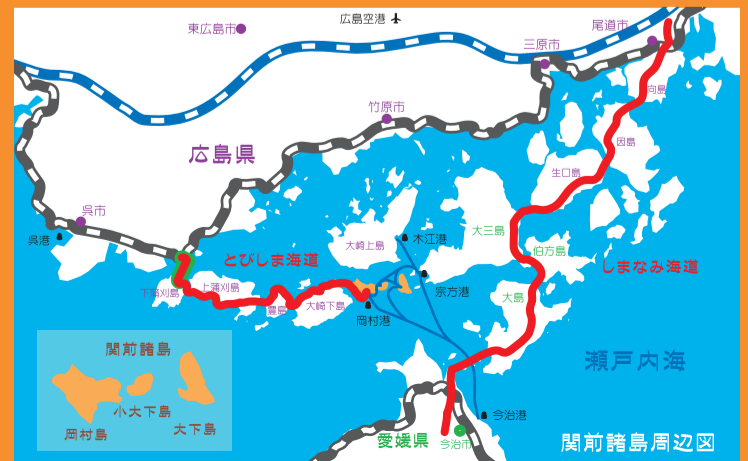 広島空港
東広島市
尾道市
三原市
向島
竹原市
因島
広島県
生口島
呉市
呉港
大三島
木江港
大崎上島
伯方島
とびしま海道
しまなみ海道
宗方港
上蒲刈島
下蒲刈島
大島
大崎下島
豊島
岡村港
関前諸島
瀬戸内海
小大下島
大下島
岡村島
今治港
愛媛県
今治市
関前諸島周辺図